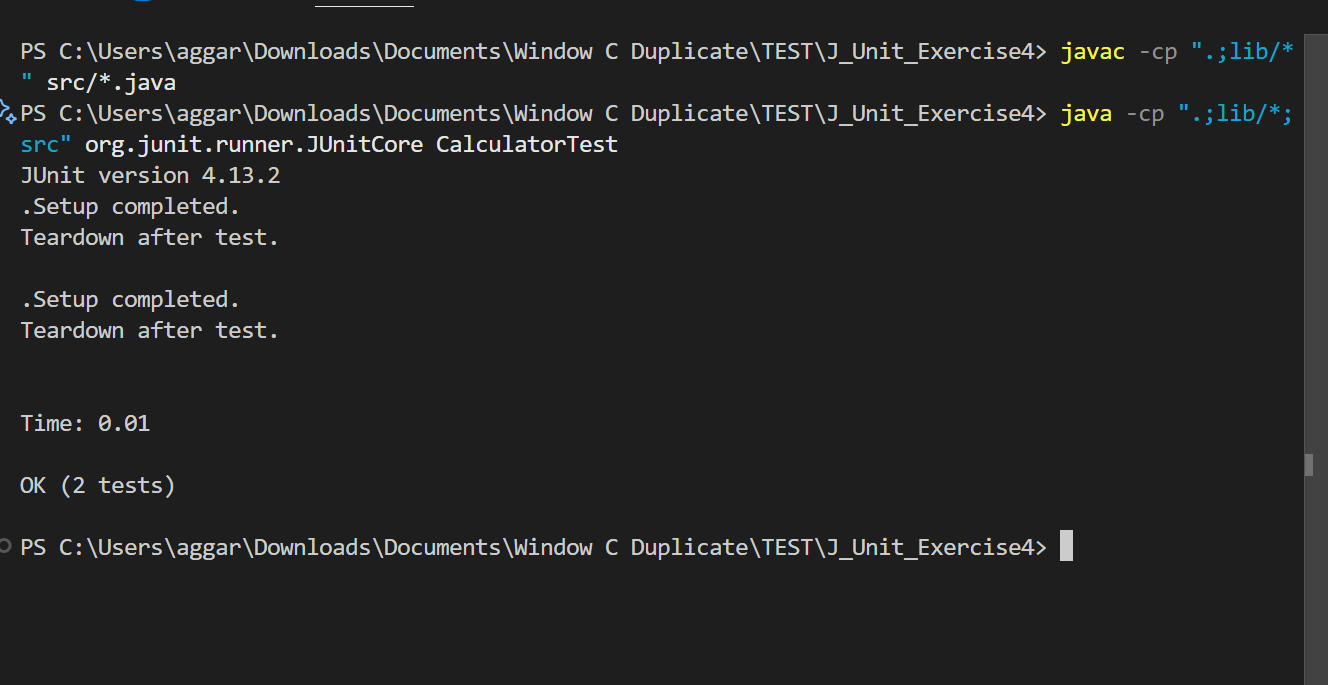 PS C:\Users\aggar\Downloads\Documents\Window C Duplicate\TEST\J_Unit_Exercise4> javac -cp ".;lib/*
" src/*.java
PS C:\Users\aggar\Downloads\Documents\Window C Duplicate\TEST\J_Unit_Exercise4> java -cp ".;lib/*;
src" org.junit.runner.JUnitCore CalculatorTest
JUnit version 4.13.2
.Setup completed.
Teardown after test.
.Setup completed.
Teardown after test.
Time: 0.01
OK (2 tests)
PS C:\Users\aggar\Downloads\Documents\Window C Duplicate\TEST\J_Unit_Exercise4>